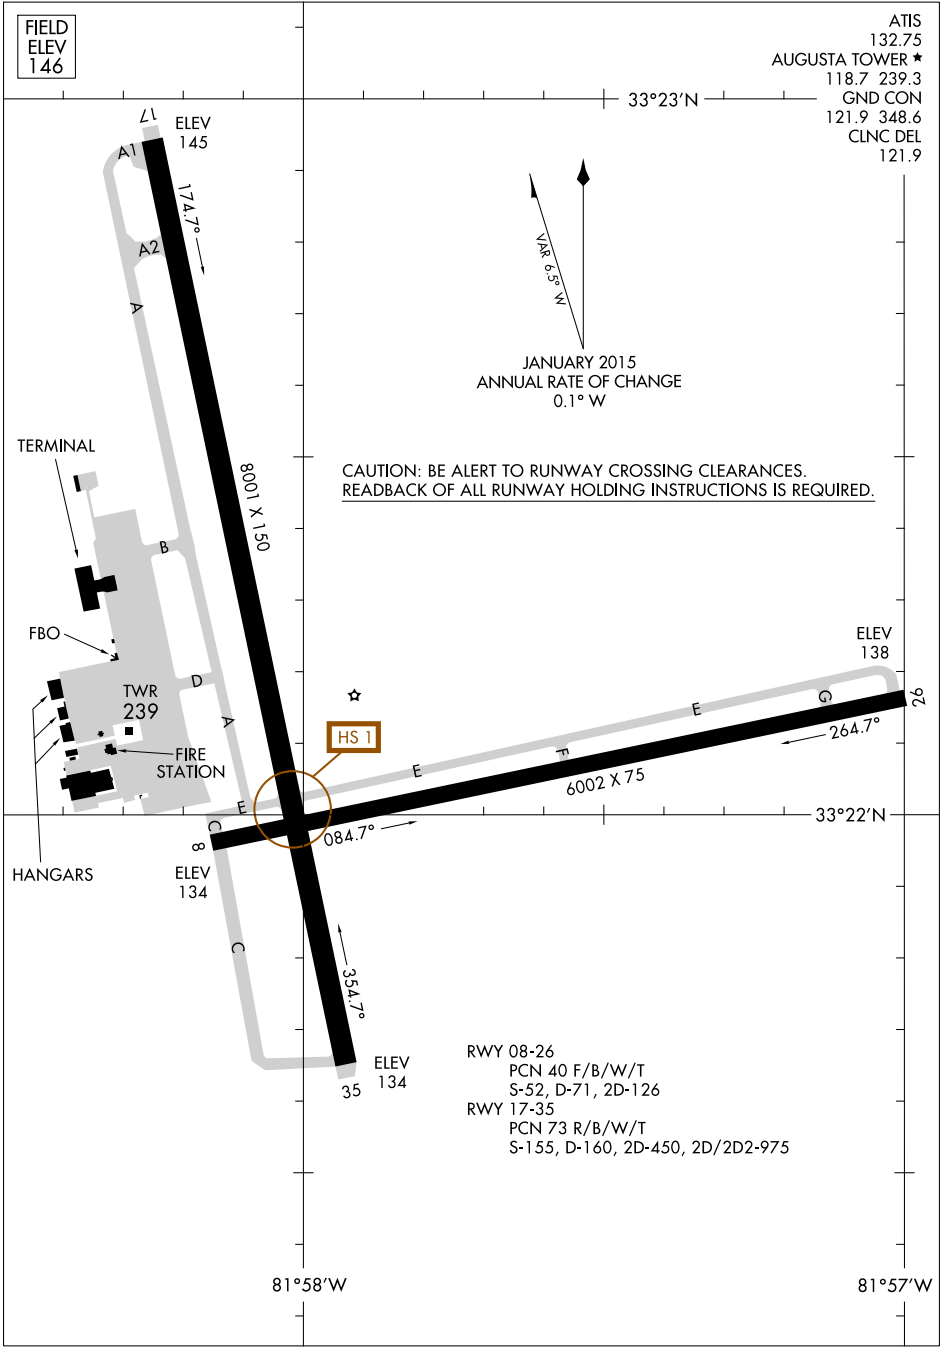 FIELD
ELEV
146
ATIS
132.75
AUGUSTA TOWER ★
118.7 239.3
GND CON
121.9 348.6
CLNC DEL
121.9
33°23'N
17
ELEV
145
A1
174.7°
A2
A
VAR 6.5° W
JANUARY 2015
ANNUAL RATE OF CHANGE
0.1° W
TERMINAL
CAUTION: BE ALERT TO RUNWAY CROSSING CLEARANCES.
READBACK OF ALL RUNWAY HOLDING INSTRUCTIONS IS REQUIRED.
8001 X 150
B
FBO
ELEV
138
D
TWR
239
A
E
G
26
264.7°
HS 1
FIRE
STATION
F
E
6002 X 75
E
C
8
084.7°
33°22'N
HANGARS
ELEV
134
C
354.7°
ELEV
134
35
RWY 08-26
PCN 40 F/B/W/T
S-52, D-71, 2D-126
RWY 17-35
PCN 73 R/B/W/T
S-155, D-160, 2D-450, 2D/2D2-975
81°58'W
81°57'W